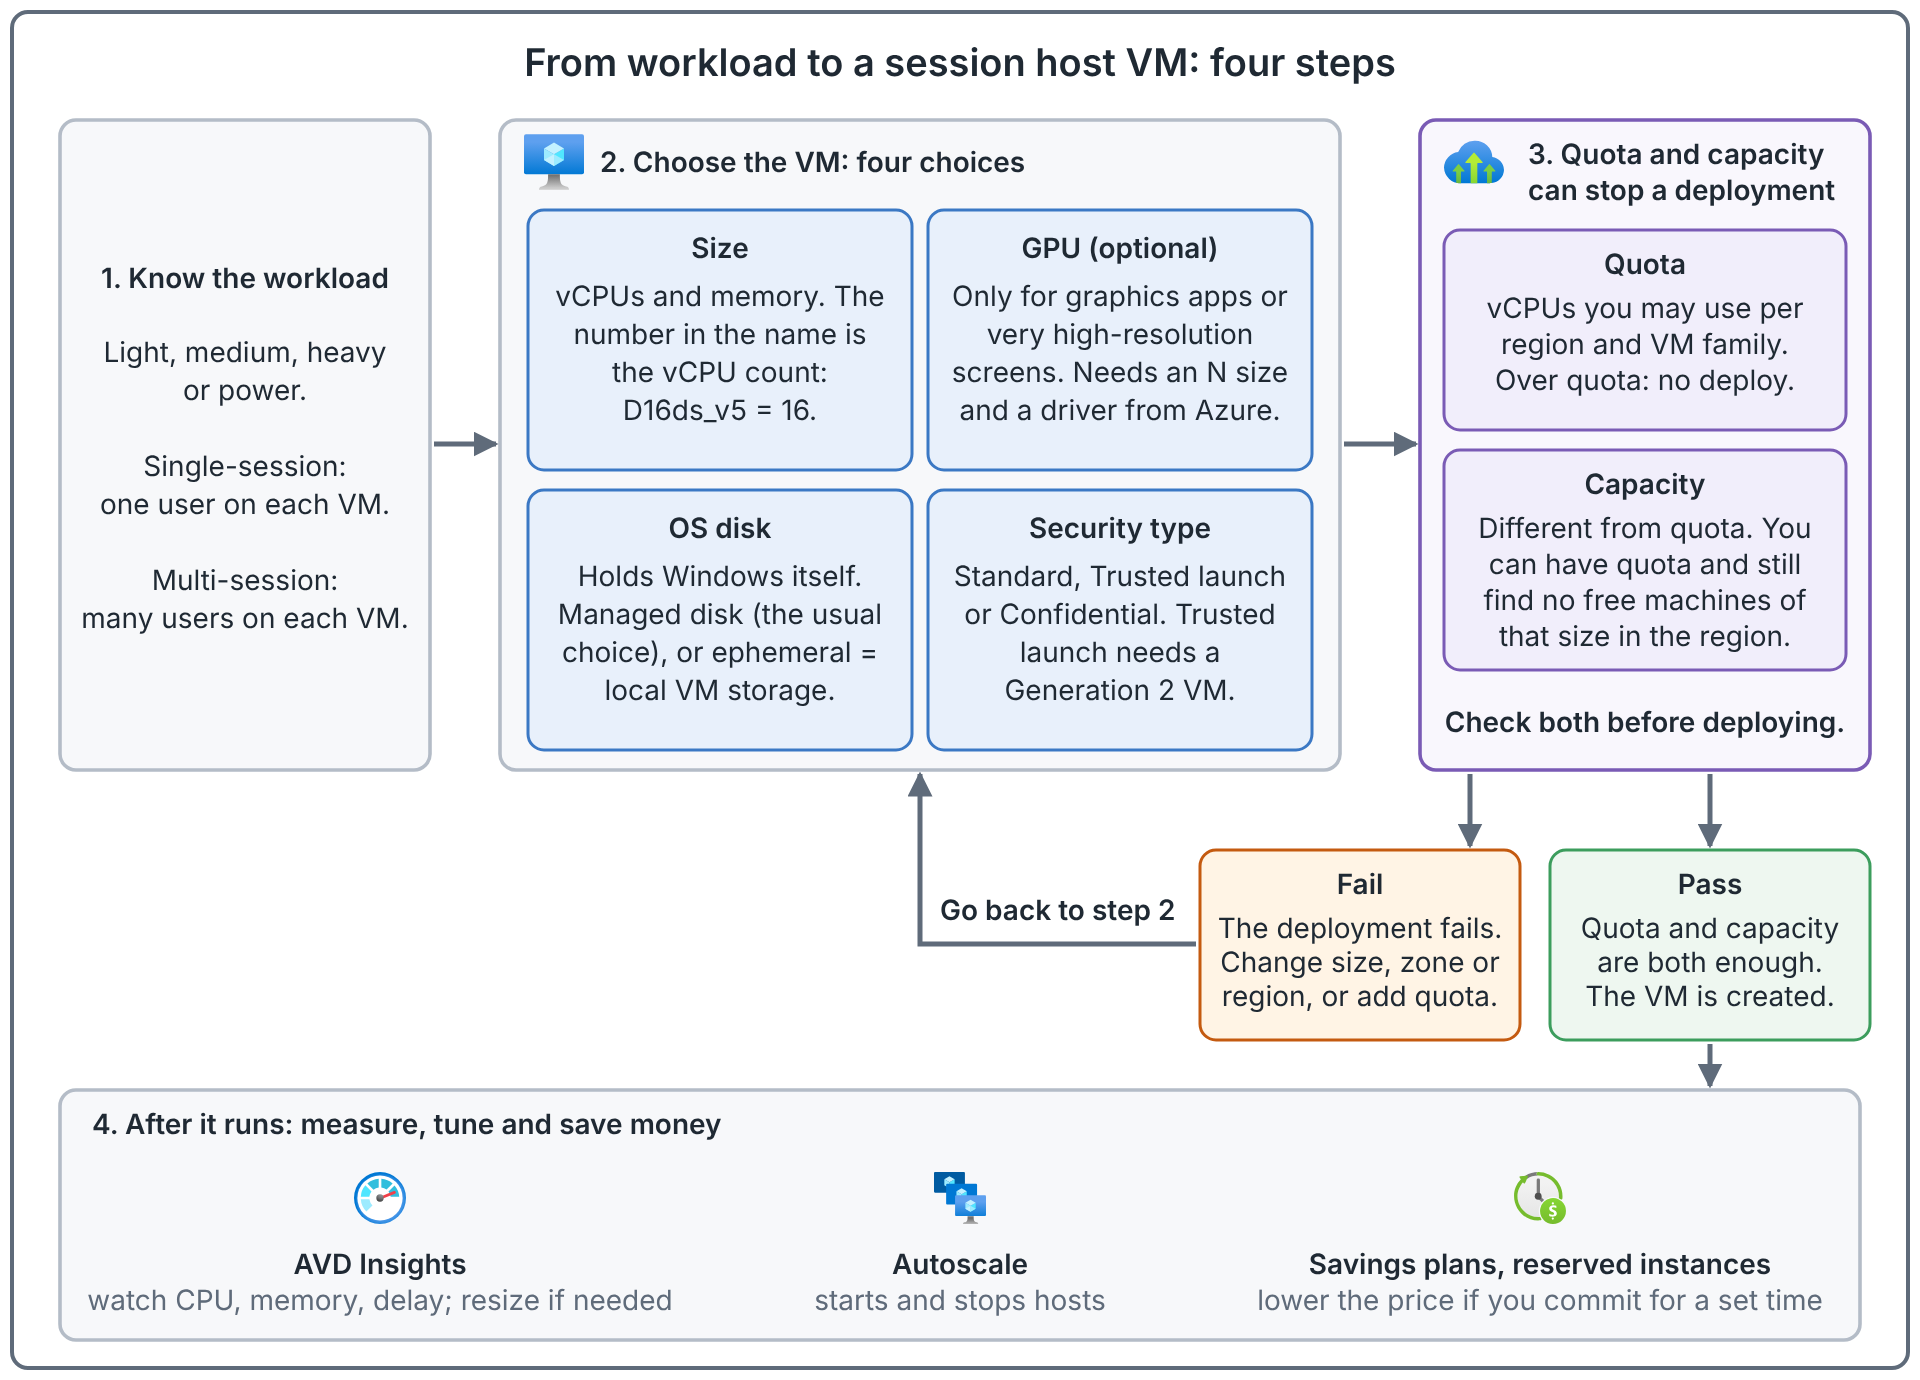 From workload to a session host VM: four steps
1. Know the workload
Light, medium, heavy
or power.
Single-session:
one user on each VM.
Multi-session:
many users on each VM.
2. Choose the VM: four choices
Size
vCPUs and memory. The
number in the name is
the vCPU count:
D16ds_v5 = 16.
GPU (optional)
Only for graphics apps or
very high-resolution
screens. Needs an N size
and a driver from Azure.
OS disk
Holds Windows itself.
Managed disk (the usual
choice), or ephemeral =
local VM storage.
Security type
Standard, Trusted launch
or Confidential. Trusted
launch needs a
Generation 2 VM.
3. Quota and capacity
can stop a deployment
Quota
vCPUs you may use per
region and VM family.
Over quota: no deploy.
Capacity
Different from quota. You
can have quota and still
find no free machines of
that size in the region.
Check both before deploying.
Go back to step 2
Fail
The deployment fails.
Change size, zone or
region, or add quota.
Pass
Quota and capacity
are both enough.
The VM is created.
4. After it runs: measure, tune and save money
AVD Insights
watch CPU, memory, delay; resize if needed
Autoscale
starts and stops hosts
$
Savings plans, reserved instances
lower the price if you commit for a set time